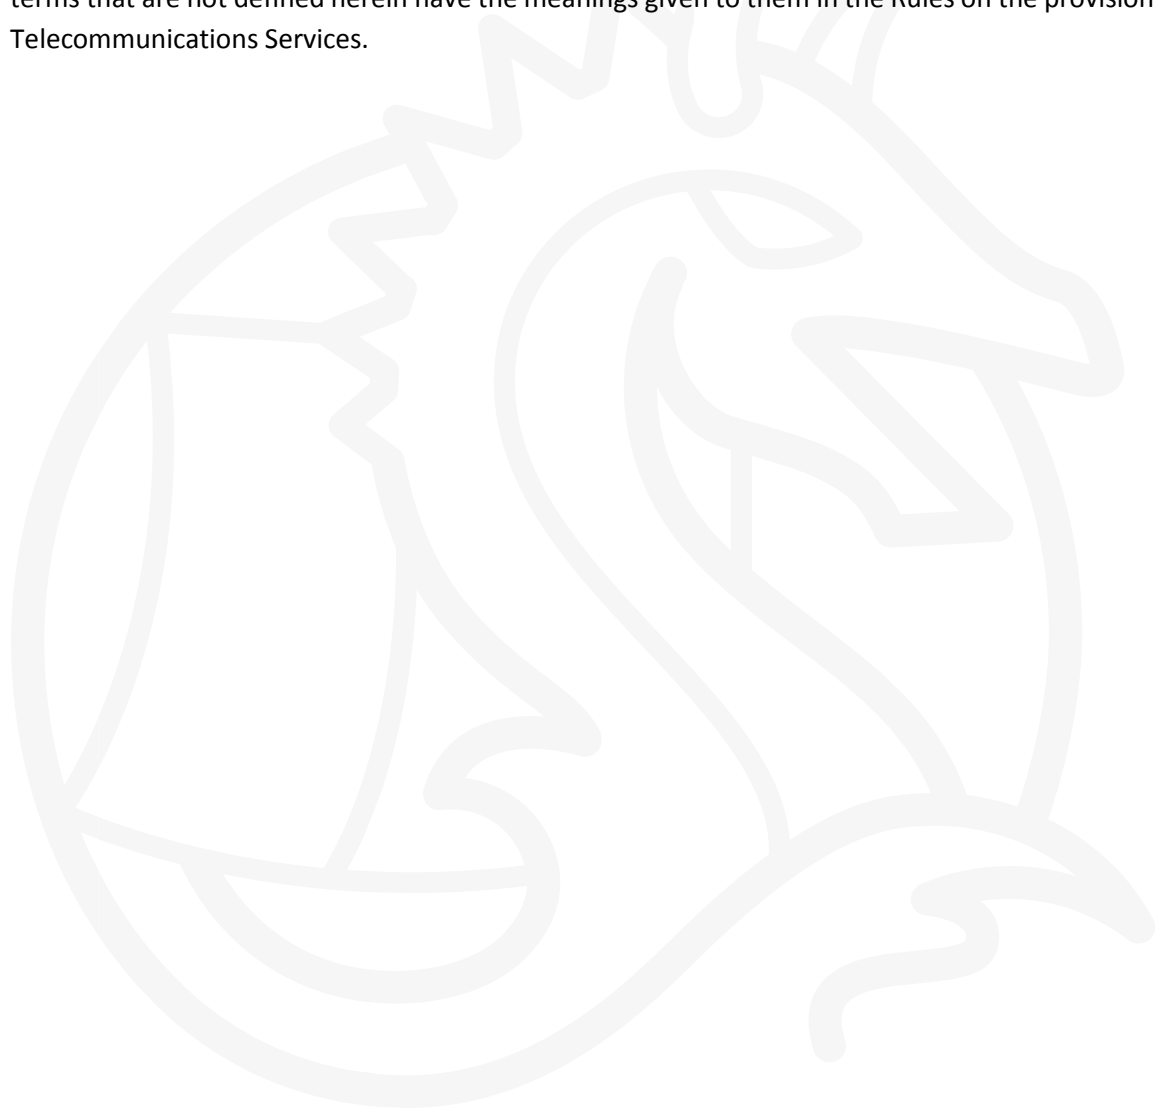 terms that are not defined herein have the meanings given to them in the Rules on the provision
Telecommunications Services.